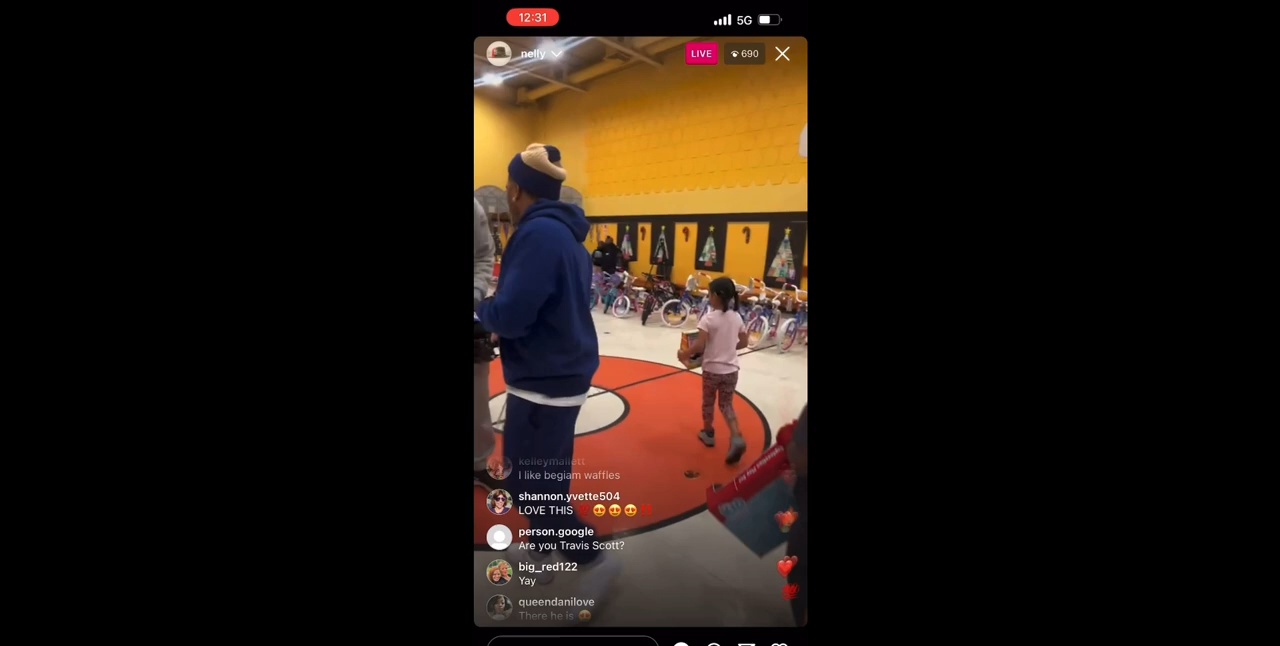 12:31
5G
nelly
LIVE
690
kelleymallett
I like begiam waffles
shannon.yvette504
LOVE THIS 💯 😍 😍 😍 ‼️
person.google
Are you Travis Scott?
big_red122
Yay
queendanilove
There he is 😍